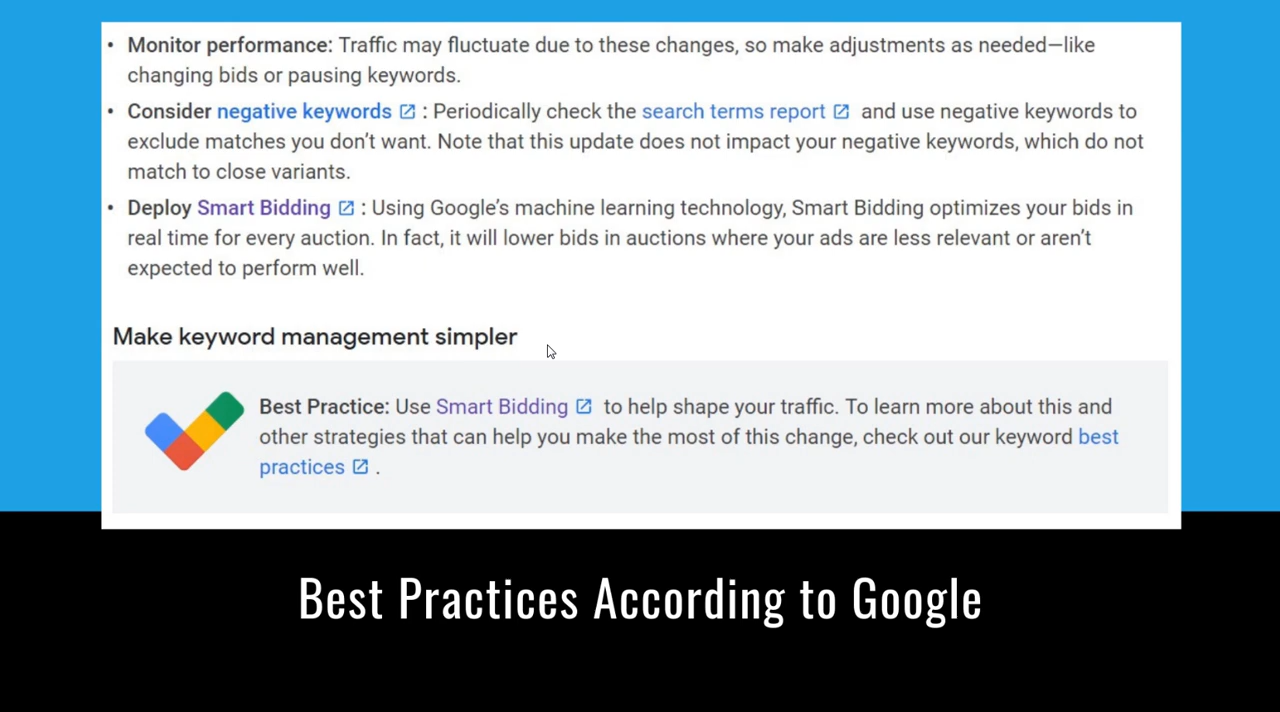 • Monitor performance: Traffic may fluctuate due to these changes, so make adjustments as needed—like
changing bids or pausing keywords.
• Consider negative keywords : Periodically check the search terms report and use negative keywords to
exclude matches you don’t want. Note that this update does not impact your negative keywords, which do not
match to close variants.
• Deploy Smart Bidding : Using Google’s machine learning technology, Smart Bidding optimizes your bids in
real time for every auction. In fact, it will lower bids in auctions where your ads are less relevant or aren’t
expected to perform well.
Make keyword management simpler
Best Practice: Use Smart Bidding to help shape your traffic. To learn more about this and
other strategies that can help you make the most of this change, check out our keyword best
practices .
Best Practices According to Google